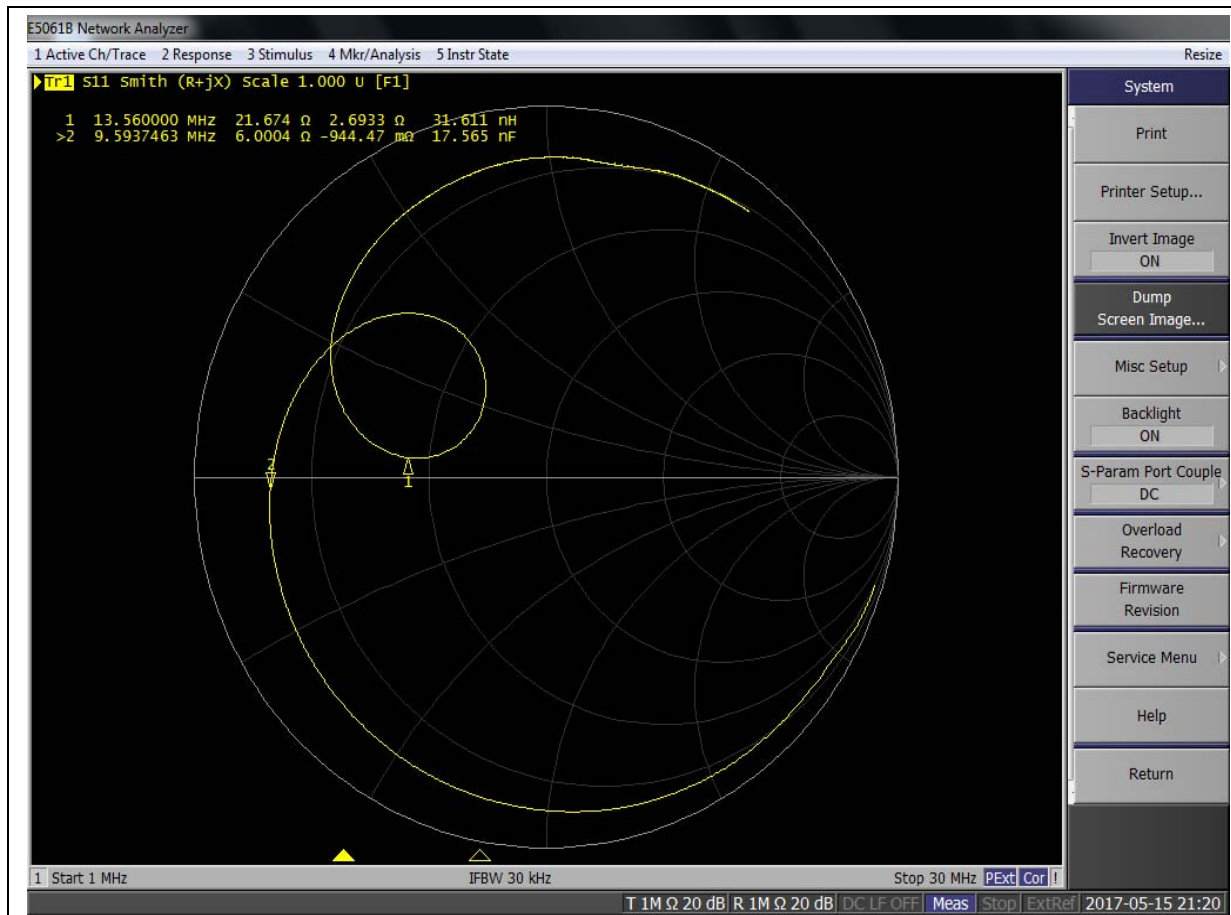 E5061B Network Analyzer
1 Active Ch/Trace 2 Response 3 Stimulus 4 Mkr/Analysis 5 Instr State Resize
Tr1 S11 Smith (R+jX) Scale 1.000 U [F1]
1 13.560000 MHz 21.674 Ω 2.6933 Ω 31.611 nH
>2 9.5937463 MHz 6.0004 Ω -944.47 mΩ 17.565 nF
2
1
System
Print
Printer Setup...
Invert Image
ON
Dump
Screen Image...
Misc Setup
Backlight
ON
S-Param Port Couple
DC
Overload
Recovery
Firmware
Revision
Service Menu
Help
Return
1 Start 1 MHz IFBW 30 kHz Stop 30 MHz PExt Cor !
T 1M Ω 20 dB R 1M Ω 20 dB DC LF OFF Meas Stop ExtRef 2017-05-15 21:20